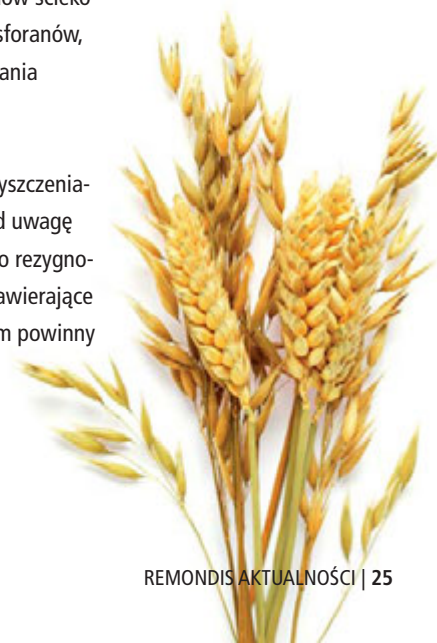 sforanów,
ania
yszczenia-
d uwagę
o rezygno-
awierające
m powinny
REMONDIS AKTUALNOŚCI | 25